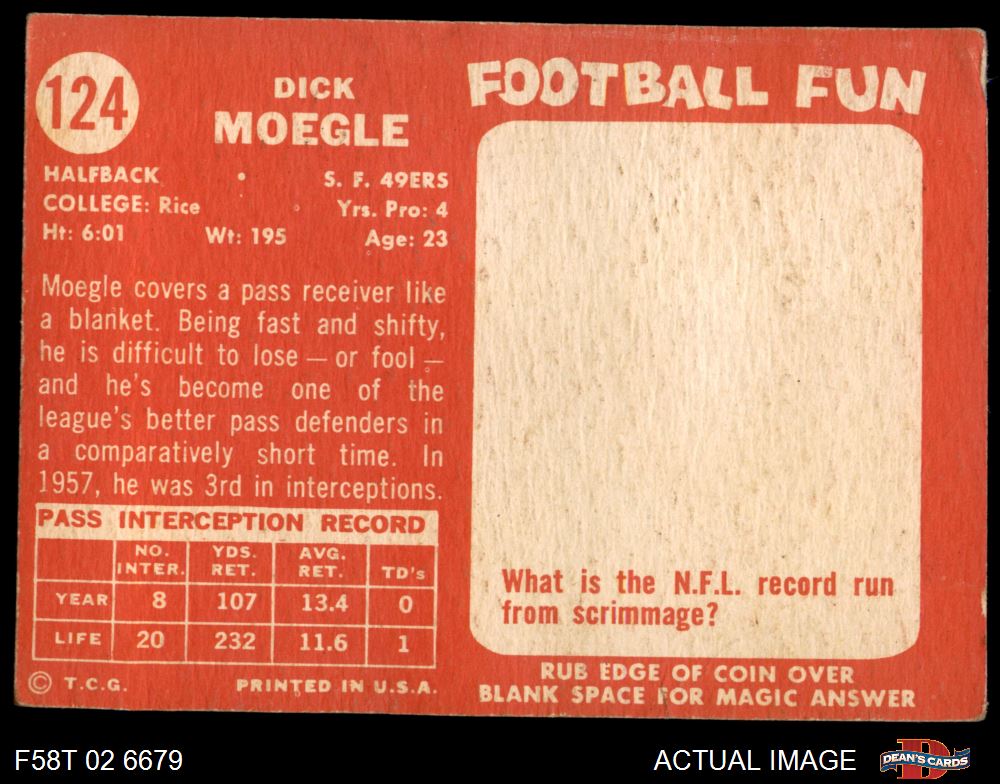 124
DICK
MOEGLE
HALFBACK • S. F. 49ERS
COLLEGE: Rice Yrs. Pro: 4
Ht: 6:01 Wt: 195 Age: 23
Moegle covers a pass receiver like
a blanket. Being fast and shifty,
he is difficult to lose — or fool —
and he's become one of the
league's better pass defenders in
a comparatively short time. In
1957, he was 3rd in interceptions.
PASS INTERCEPTION RECORD
NO. INTER. YDS. RET. AVG. RET. TD's
YEAR 8 107 13.4 0
LIFE 20 232 11.6 1
© T.C.G. PRINTED IN U.S.A.
FOOTBALL FUN
What is the N.F.L. record run
from scrimmage?
RUB EDGE OF COIN OVER
BLANK SPACE FOR MAGIC ANSWER
F58T 02 6679
ACTUAL IMAGE
DEAN'S CARDS